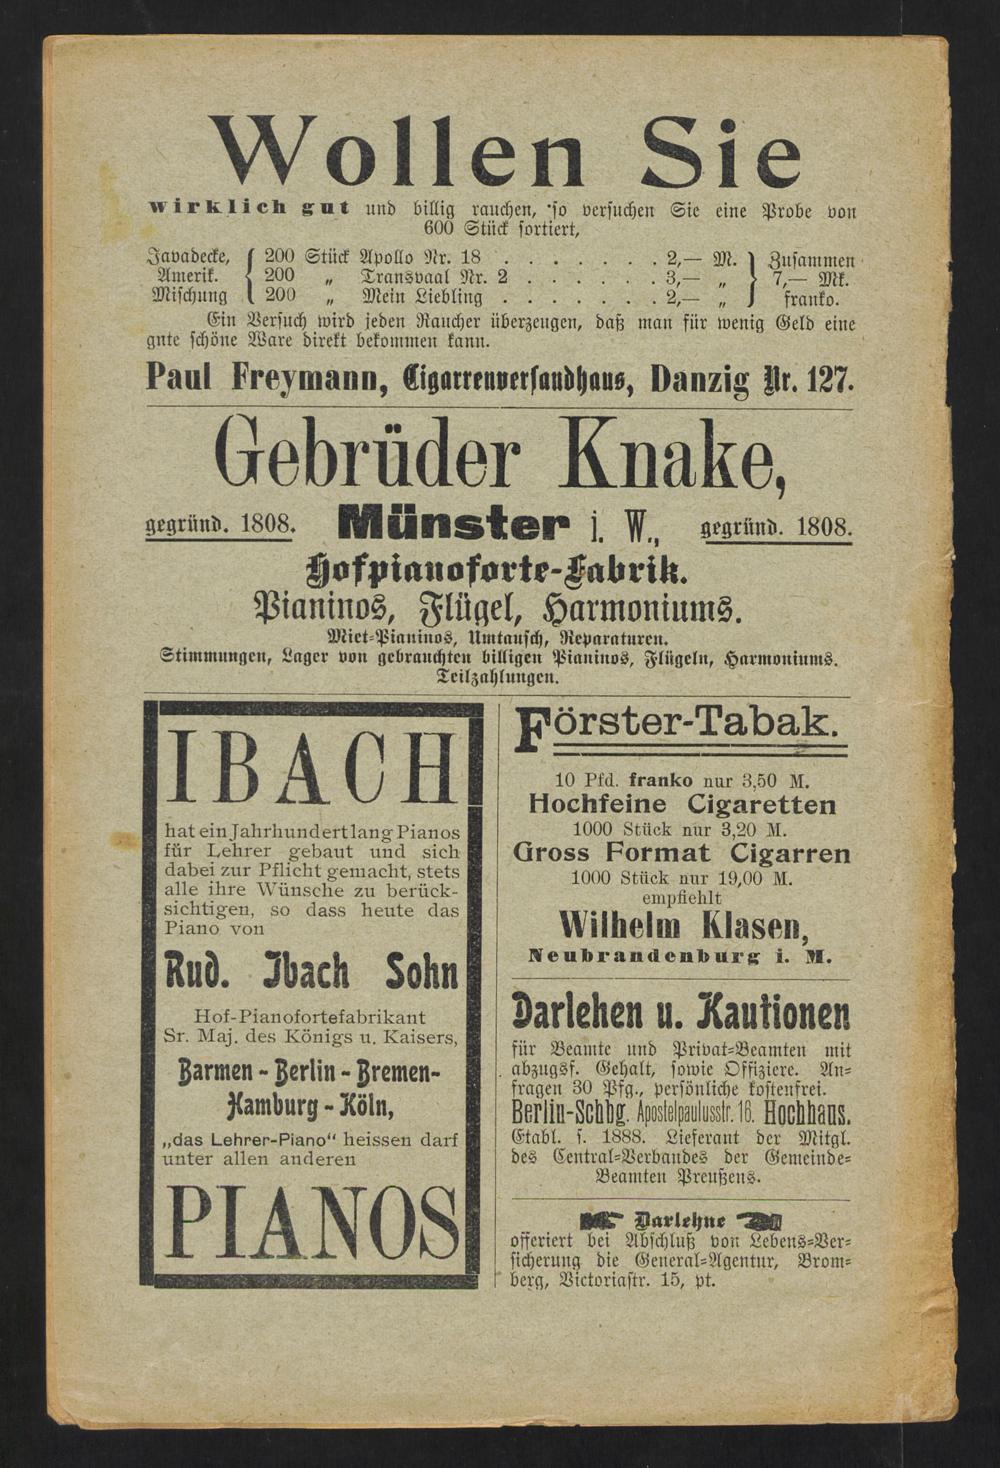 Wollen Sie
wirklich gut und billig rauchen, so versuchen Sie eine Probe von
600 Stück sortiert,
Javadecke, { 200 Stück Apollo Nr. 18 . . . . . . . 2,— M. } Zusammen
Amerik. { 200 „ Transvaal Nr. 2 . . . . . . 3,— „ } 7,— Mk.
Mischung { 200 „ Mein Liebling . . . . . . . 2,— „ } franko.
Ein Versuch wird jeden Raucher überzeugen, daß man für wenig Geld eine
gute schöne Ware direkt bekommen kann.
Paul Freymann, Cigarrenversandhaus, Danzig Nr. 127.
Gebrüder Knake,
gegründ. 1808. Münster i. W., gegründ. 1808.
Hofpianoforte-Fabrik.
Pianinos, Flügel, Harmoniums.
Miet-Pianinos, Umtausch, Reparaturen.
Stimmungen, Lager von gebrauchten billigen Pianinos, Flügeln, Harmoniums.
Teilzahlungen.
IBACH
hat ein Jahrhundert lang Pianos
für Lehrer gebaut und sich
dabei zur Pflicht gemacht, stets
alle ihre Wünsche zu berück-
sichtigen, so dass heute das
Piano von
Rud. Ibach Sohn
Hof-Pianofortefabrikant
Sr. Maj. des Königs u. Kaisers,
Barmen - Berlin - Bremen-
Hamburg - Köln,
„das Lehrer-Piano“ heissen darf
unter allen anderen
PIANOS
Förster-Tabak.
10 Pfd. franko nur 3,50 M.
Hochfeine Cigaretten
1000 Stück nur 3,20 M.
Gross Format Cigarren
1000 Stück nur 19,00 M.
empfiehlt
Wilhelm Klasen,
Neubrandenburg i. M.
Darlehen u. Kautionen
für Beamte und Privat-Beamten mit
abzugsf. Gehalt, sowie Offiziere. An-
fragen 30 Pfg., persönliche kostenfrei.
Berlin-Schbg. Apostelpaulusstr. 16. Hochhaus.
Etabl. s. 1888. Lieferant der Mitgl.
des Central-Verbandes der Gemeinde-
Beamten Preußens.
Darlehne
offeriert bei Abschluß von Lebens-Ver-
sicherung die General-Agentur, Brom-
berg, Victoriastr. 15, pt.